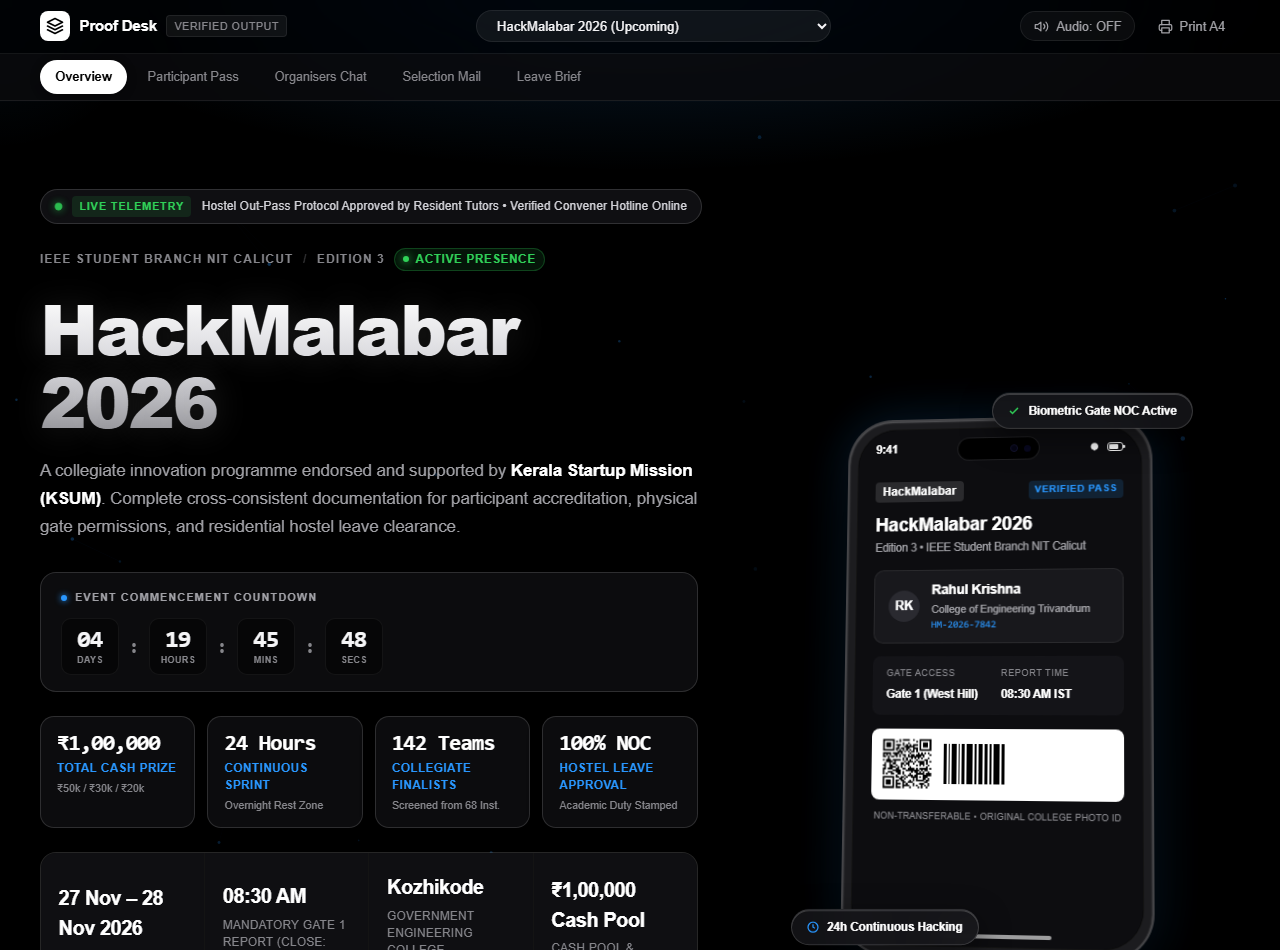 Proof Desk
VERIFIED OUTPUT
HackMalabar 2026 (Upcoming)
Audio: OFF
Print A4
Overview
Participant Pass
Organisers Chat
Selection Mail
Leave Brief
LIVE TELEMETRY
Hostel Out-Pass Protocol Approved by Resident Tutors • Verified Convener Hotline Online
IEEE STUDENT BRANCH NIT CALICUT / EDITION 3
ACTIVE PRESENCE
HackMalabar
2026
A collegiate innovation programme endorsed and supported by Kerala Startup Mission
(KSUM). Complete cross-consistent documentation for participant accreditation, physical
gate permissions, and residential hostel leave clearance.
EVENT COMMENCEMENT COUNTDOWN
04 : 19 : 45 : 48
DAYS HOURS MINS SECS
₹1,00,000
TOTAL CASH PRIZE
₹50k / ₹30k / ₹20k
24 Hours
CONTINUOUS
SPRINT
Overnight Rest Zone
142 Teams
COLLEGIATE
FINALISTS
Screened from 68 Inst.
100% NOC
HOSTEL LEAVE
APPROVAL
Academic Duty Stamped
27 Nov – 28
Nov 2026
08:30 AM
MANDATORY GATE 1
REPORT (CLOSE:
Kozhikode
GOVERNMENT
ENGINEERING
COLLEGE
₹1,00,000
Cash Pool
CASH POOL &
Biometric Gate NOC Active
9:41
HackMalabar
VERIFIED PASS
HackMalabar 2026
Edition 3 • IEEE Student Branch NIT Calicut
RK
Rahul Krishna
College of Engineering Trivandrum
HM-2026-7842
GATE ACCESS
Gate 1 (West Hill)
REPORT TIME
08:30 AM IST
NON-TRANSFERABLE • ORIGINAL COLLEGE PHOTO ID
24h Continuous Hacking